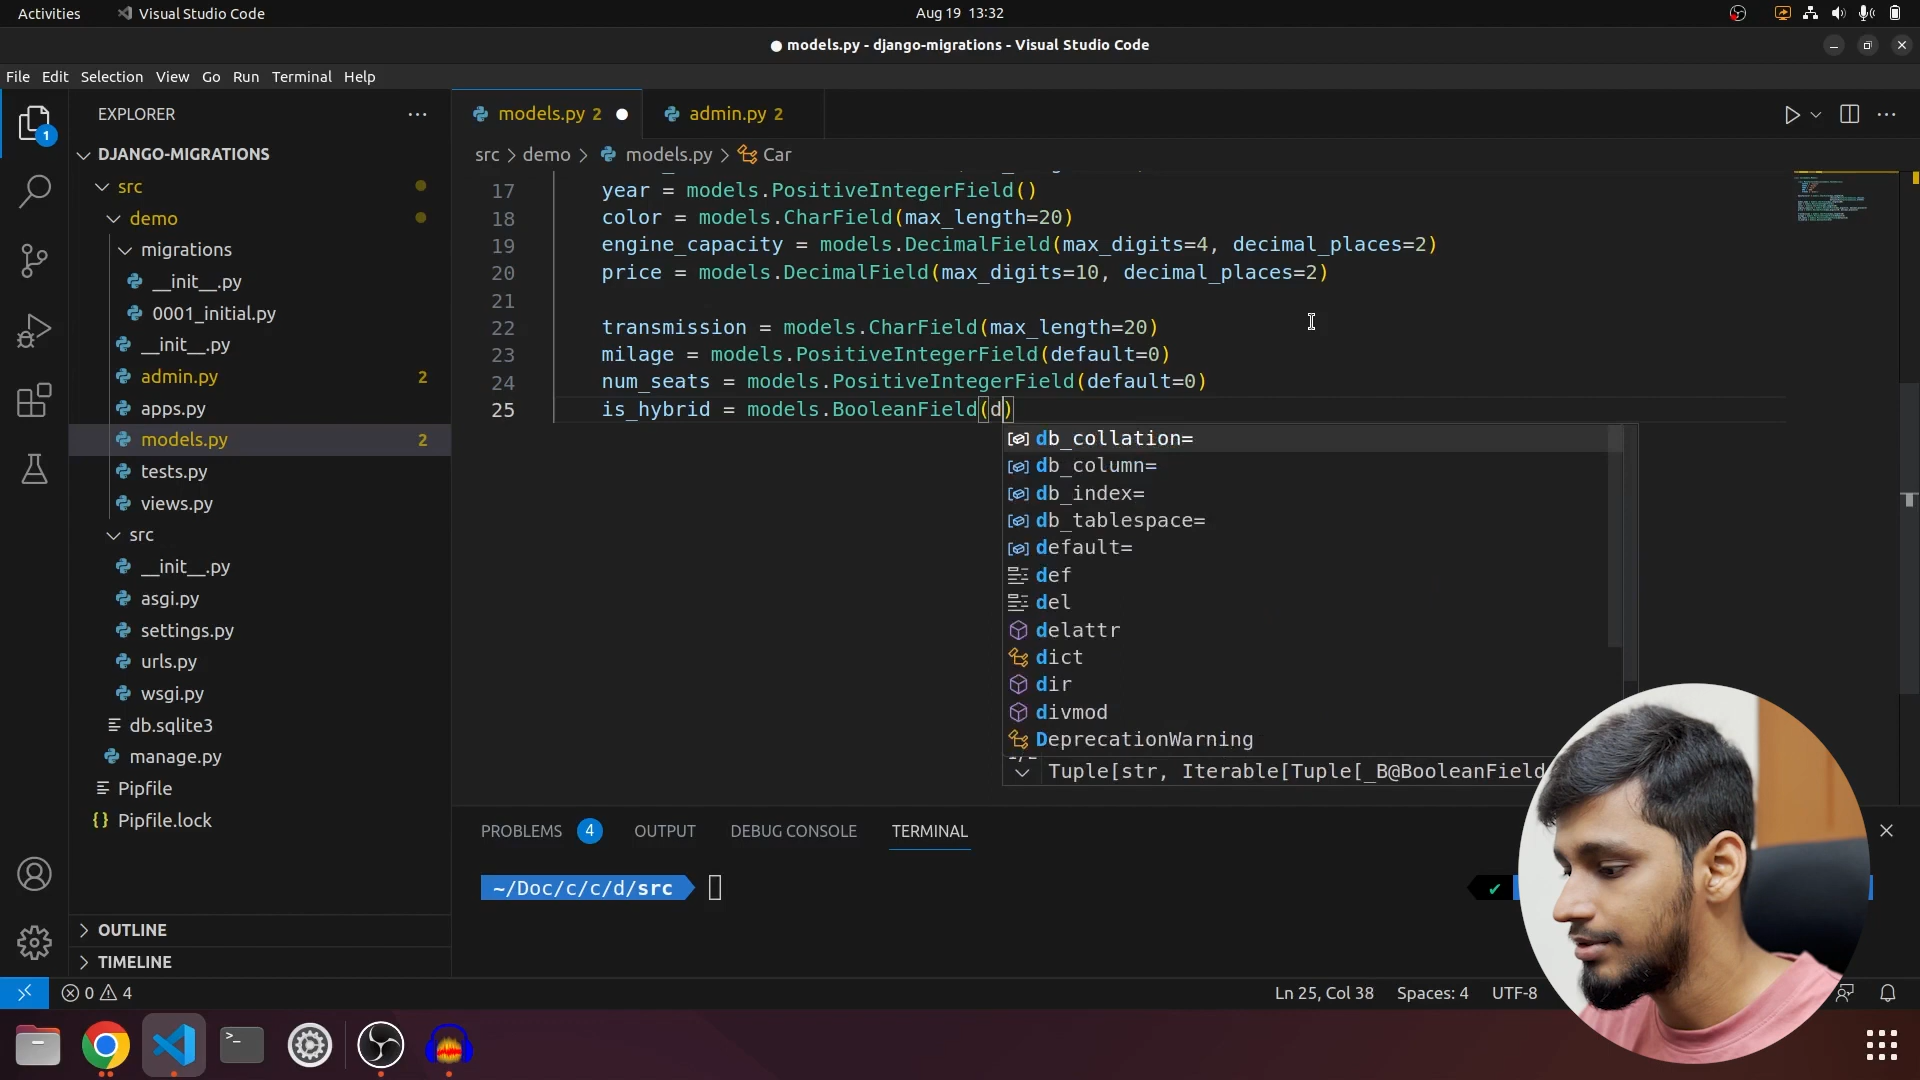 Activities
Visual Studio Code
Aug 19 13:32
models.py - django-migrations - Visual Studio Code
File Edit Selection View Go Run Terminal Help
EXPLORER
1
DJANGO-MIGRATIONS
src
demo
migrations
__init__.py
0001_initial.py
__init__.py
admin.py 2
apps.py
models.py 2
tests.py
views.py
src
__init__.py
asgi.py
settings.py
urls.py
wsgi.py
db.sqlite3
manage.py
Pipfile
Pipfile.lock
OUTLINE
TIMELINE
models.py 2
admin.py 2
src > demo > models.py > Car
17 year = models.PositiveIntegerField()
18 color = models.CharField(max_length=20)
19 engine_capacity = models.DecimalField(max_digits=4, decimal_places=2)
20 price = models.DecimalField(max_digits=10, decimal_places=2)
21
22 transmission = models.CharField(max_length=20)
23 milage = models.PositiveIntegerField(default=0)
24 num_seats = models.PositiveIntegerField(default=0)
25 is_hybrid = models.BooleanField(d)
db_collation=
db_column=
db_index=
db_tablespace=
default=
def
del
delattr
dict
dir
divmod
DeprecationWarning
Tuple[str, Iterable[Tuple[_B@BooleanField
PROBLEMS 4 OUTPUT DEBUG CONSOLE TERMINAL
~/Doc/c/c/d/src
0 4
Ln 25, Col 38 Spaces: 4 UTF-8